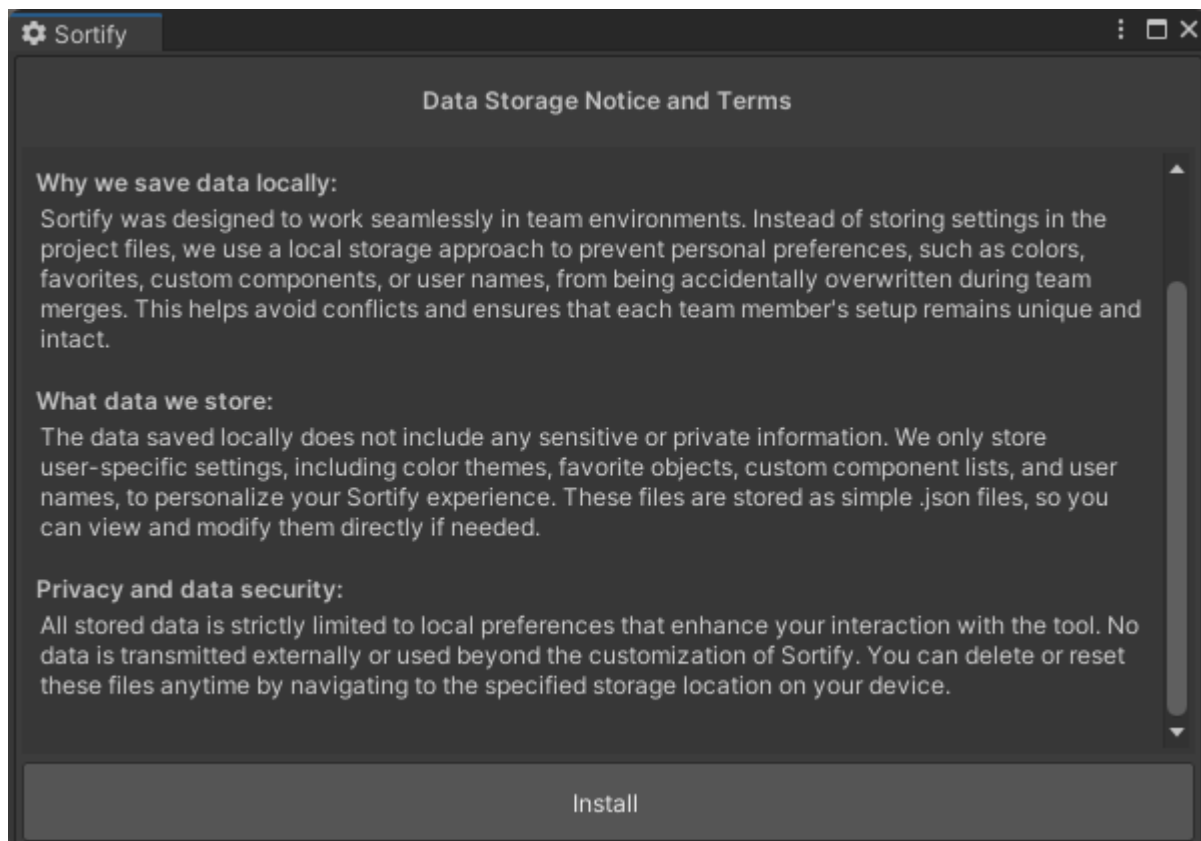 Sortify
Data Storage Notice and Terms
Why we save data locally:
Sortify was designed to work seamlessly in team environments. Instead of storing settings in the
project files, we use a local storage approach to prevent personal preferences, such as colors,
favorites, custom components, or user names, from being accidentally overwritten during team
merges. This helps avoid conflicts and ensures that each team member's setup remains unique and
intact.
What data we store:
The data saved locally does not include any sensitive or private information. We only store
user-specific settings, including color themes, favorite objects, custom component lists, and user
names, to personalize your Sortify experience. These files are stored as simple .json files, so you
can view and modify them directly if needed.
Privacy and data security:
All stored data is strictly limited to local preferences that enhance your interaction with the tool. No
data is transmitted externally or used beyond the customization of Sortify. You can delete or reset
these files anytime by navigating to the specified storage location on your device.
Install